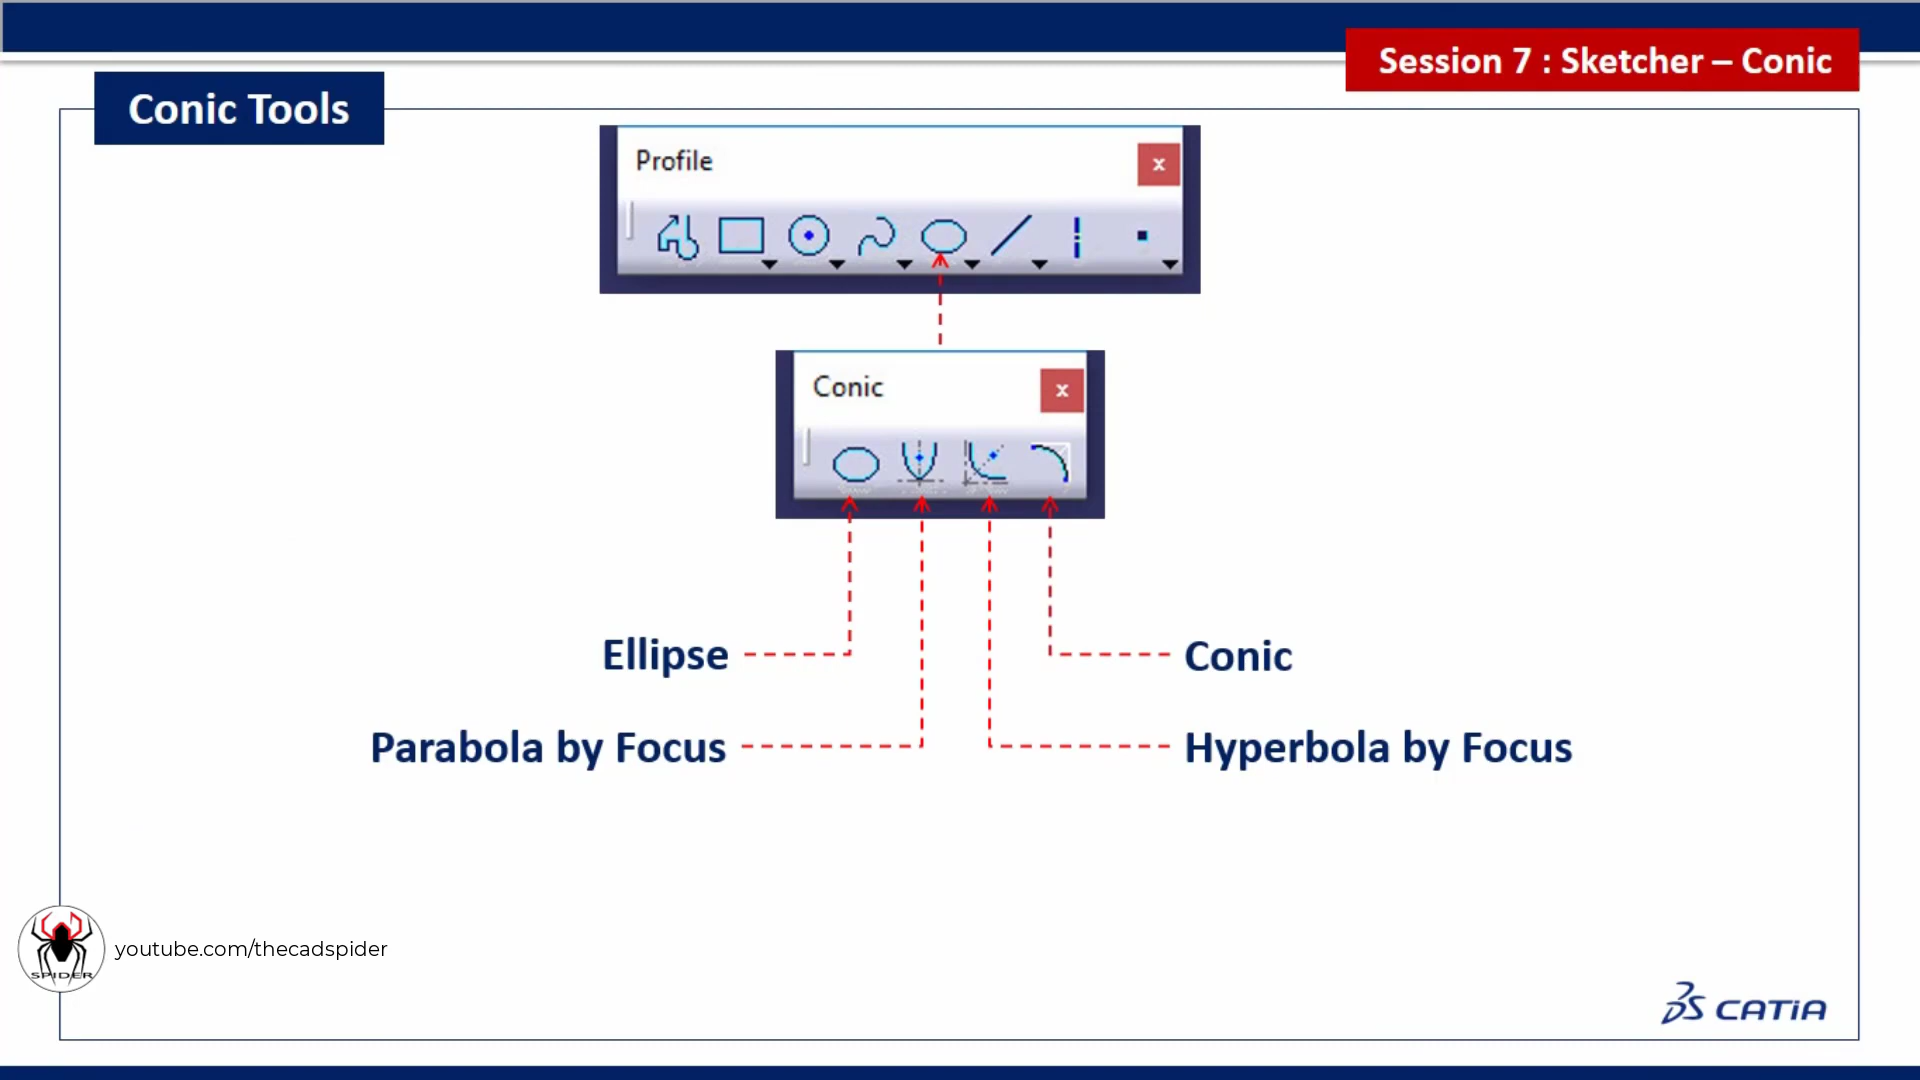 Session 7 : Sketcher – Conic
Conic Tools
Profile
x
Conic
x
Ellipse
Conic
Parabola by Focus
Hyperbola by Focus
SPIDER
youtube.com/thecadspider
3DS CATIA